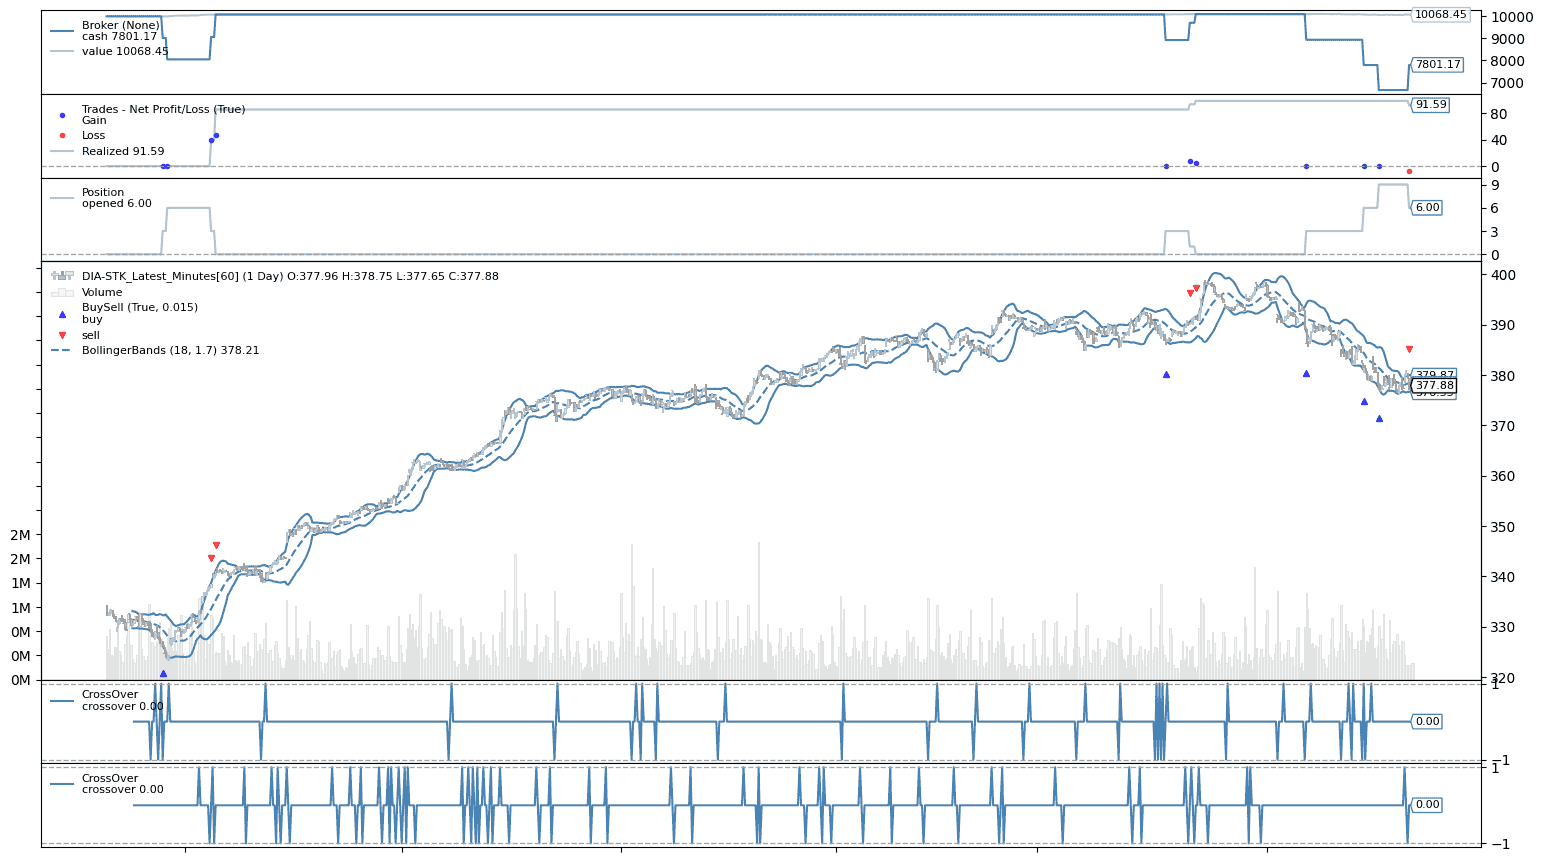 Broker (None)
cash 7801.17
value 10068.45
10068.45
7801.17
10000
9000
8000
7000
Trades - Net Profit/Loss (True)
Gain
Loss
Realized 91.59
91.59
80
40
0
Position
opened 6.00
6.00
9
6
3
0
DIA-STK_Latest_Minutes[60] (1 Day) O:377.96 H:378.75 L:377.65 C:377.88
Volume
BuySell (True, 0.015)
buy
sell
BollingerBands (18, 1.7) 378.21
379.87
377.88
400
390
380
370
360
350
340
330
320
2M
2M
1M
1M
0M
0M
0M
CrossOver
crossover 0.00
0.00
1
−1
CrossOver
crossover 0.00
0.00
1
−1